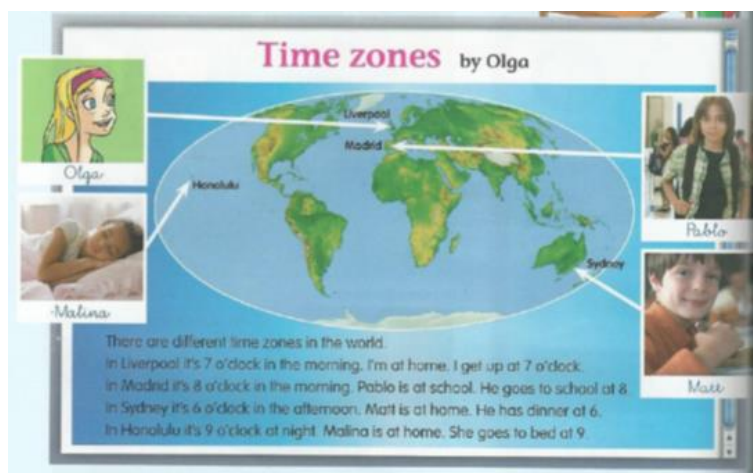 Time zones by Olga
Liverpool
Madrid
Olga
Honolulu
Pablo
Sydney
Malina
Matt
There are different time zones in the world.
In Liverpool it's 7 o'clock in the morning. I'm at home. I get up at 7 o'clock.
In Madrid it's 8 o'clock in the morning. Pablo is at school. He goes to school at 8.
In Sydney it's 6 o'clock in the afternoon. Matt is at home. He has dinner at 6.
In Honolulu it's 9 o'clock at night. Malina is at home. She goes to bed at 9.